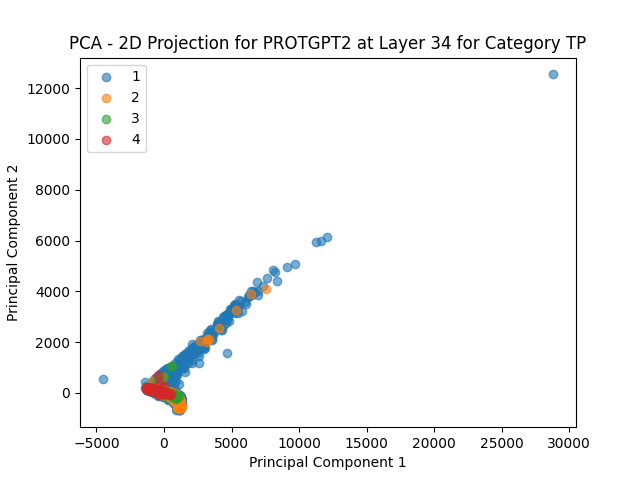 PCA - 2D Projection for PROTGPT2 at Layer 34 for Category TP
1
2
3
4
12000
10000
8000
6000
4000
2000
0
Principal Component 2
−5000 0 5000 10000 15000 20000 25000 30000
Principal Component 1